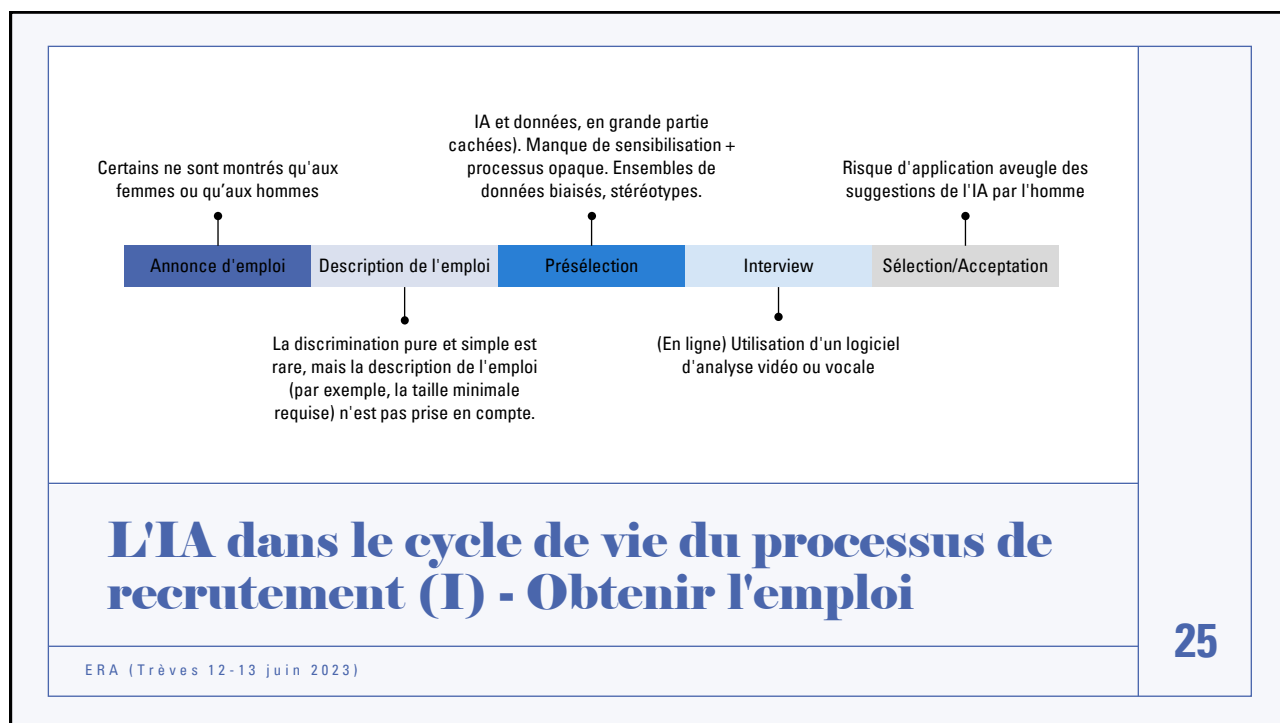 Certains ne sont montrés qu'aux
femmes ou qu’aux hommes
IA et données, en grande partie
cachées). Manque de sensibilisation +
processus opaque. Ensembles de
données biaisés, stéréotypes.
Risque d'application aveugle des
suggestions de l'IA par l'homme
Annonce d'emploi
Description de l'emploi
Présélection
Interview
Sélection/Acceptation
La discrimination pure et simple est
rare, mais la description de l'emploi
(par exemple, la taille minimale
requise) n'est pas prise en compte.
(En ligne) Utilisation d'un logiciel
d'analyse vidéo ou vocale
L'IA dans le cycle de vie du processus de
recrutement (I) - Obtenir l'emploi
25
ERA (Trèves 12-13 juin 2023)